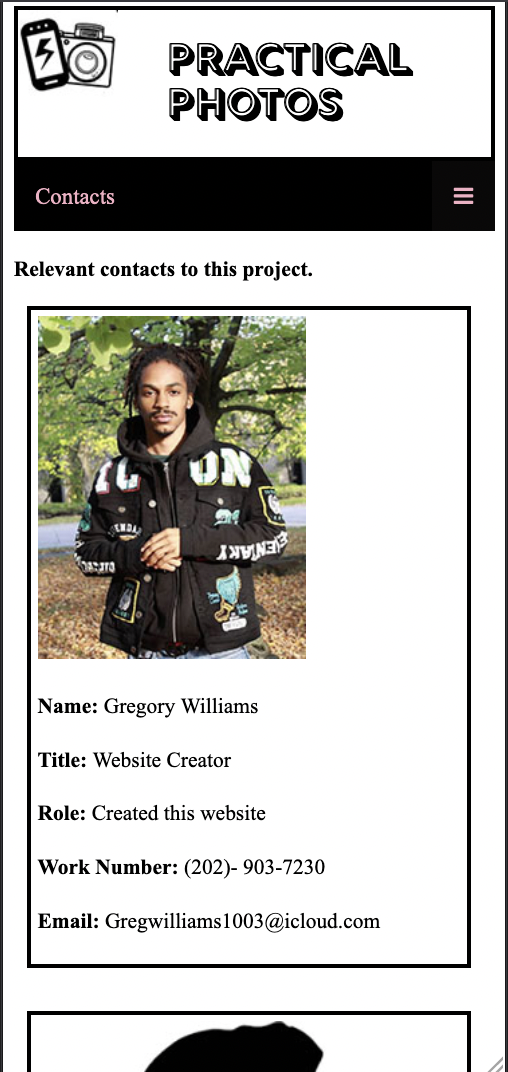 PRACTICAL
PHOTOS
Contacts
Relevant contacts to this project.
ON
Name: Gregory Williams
Title: Website Creator
Role: Created this website
Work Number: (202)- 903-7230
Email: Gregwilliams1003@icloud.com